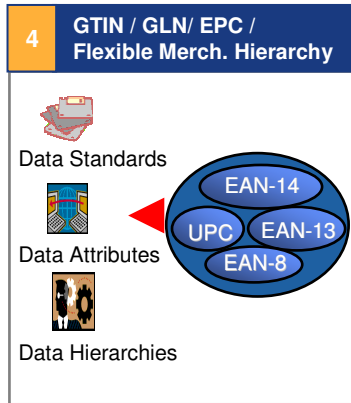 4
GTIN / GLN/ EPC /
Flexible Merch. Hierarchy
Data Standards
Data Attributes
Data Hierarchies
EAN-14
UPC
EAN-13
EAN-8